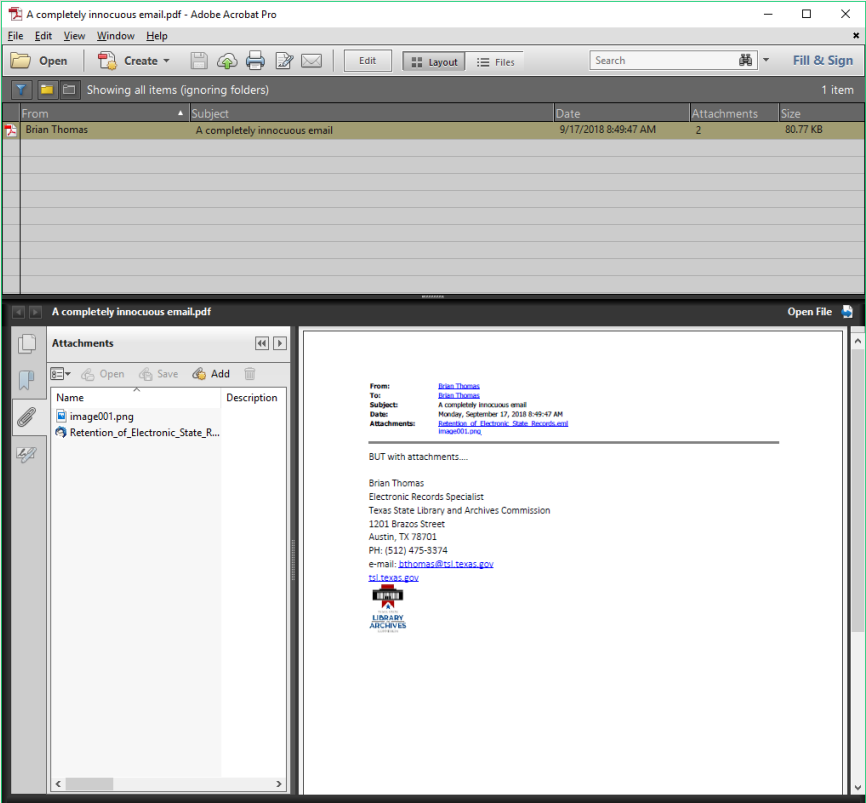 A completely innocuous email.pdf - Adobe Acrobat Pro
File Edit View Window Help
Open Create Edit Layout Files Search Fill & Sign
Showing all items (ignoring folders) 1 item
From Subject Date Attachments Size
Brian Thomas A completely innocuous email 9/17/2018 8:49:47 AM 2 80.77 KB
A completely innocuous email.pdf Open File
Attachments
Open Save Add
Name Description
image001.png
Retention_of_Electronic_State_R...
From: Brian Thomas
To: Brian Thomas
Subject: A completely innocuous email
Date: Monday, September 17, 2018 8:49:47 AM
Attachments: Retention_of_Electronic_State_Records.eml
image001.png
BUT with attachments....
Brian Thomas
Electronic Records Specialist
Texas State Library and Archives Commission
1201 Brazos Street
Austin, TX 78701
PH: (512) 475-3374
e-mail: bthomas@tsl.texas.gov
tsl.texas.gov
LIBRARY
ARCHIVES